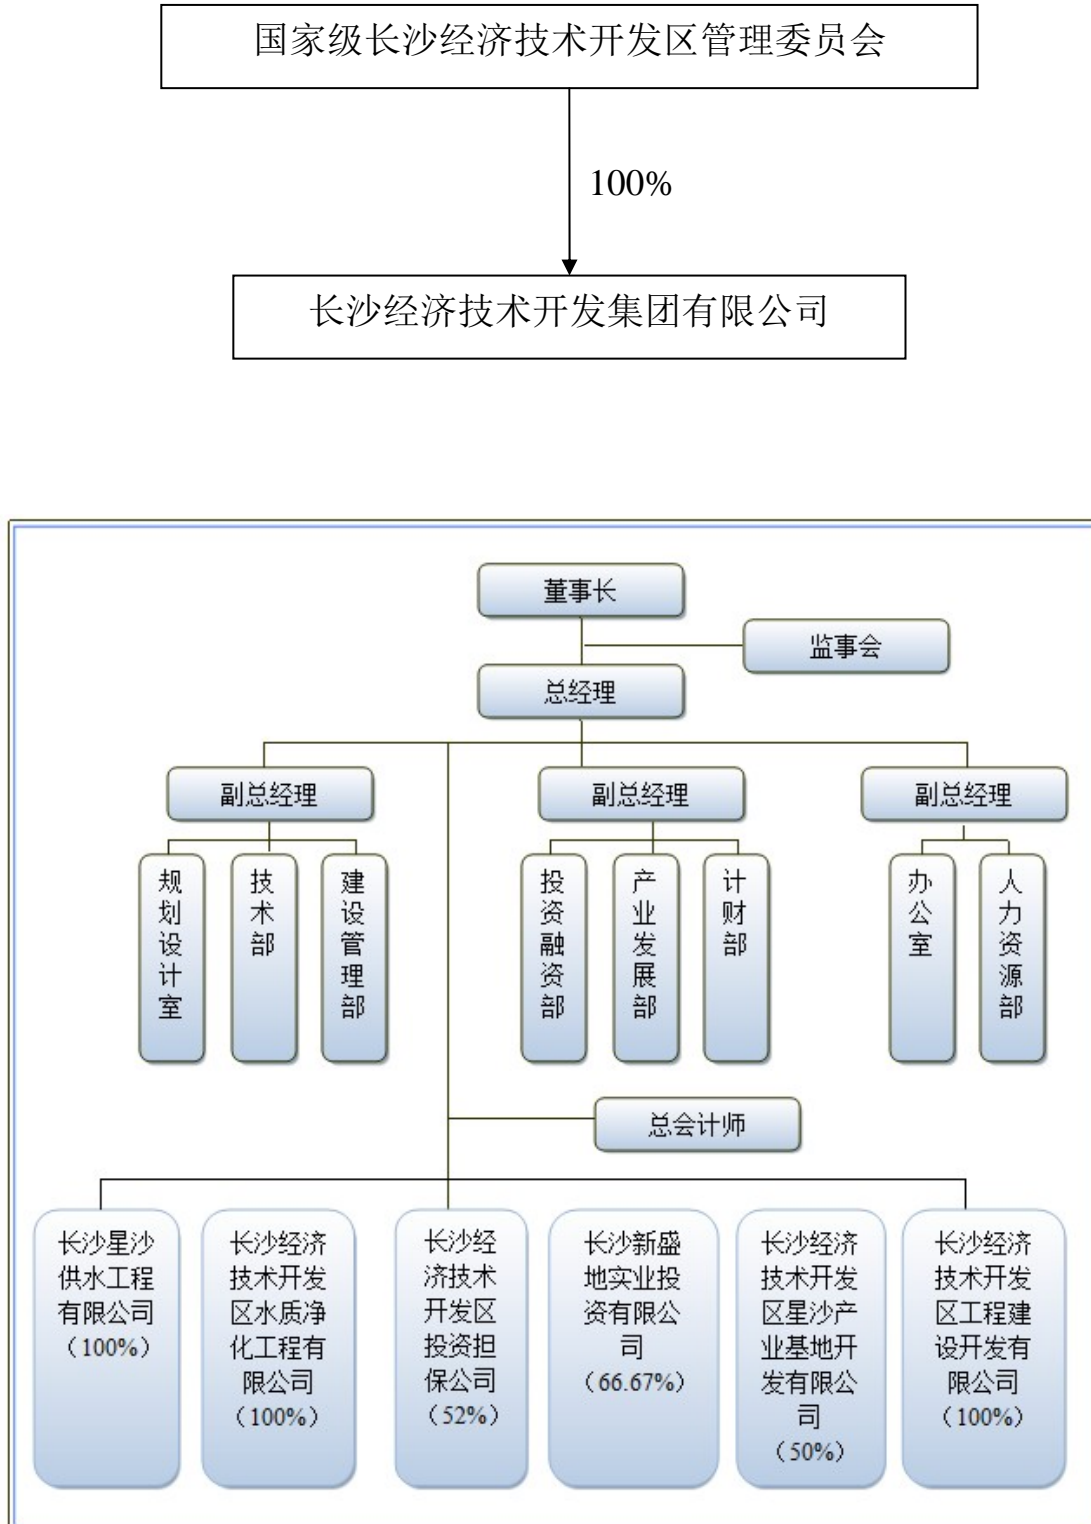 国家级长沙经济技术开发区管理委员会
100%
长沙经济技术开发集团有限公司
董事长
监事会
总经理
副总经理
副总经理
副总经理
规划设计室
技术部
建设管理部
投资融资部
产业发展部
计财部
办公室
人力资源部
总会计师
长沙星沙
供水工程
有限公司
（100%）
长沙经济
技术开发
区水质净
化工程有
限公司
（100%）
长沙经
济技术
开发区
投资担
保公司
（52%）
长沙新盛
地实业投
资有限公
司
（66.67%）
长沙经济
技术开发
区星沙产
业基地开
发有限公
司
（50%）
长沙经济
技术开发
区工程建
设开发有
限公司
（100%）